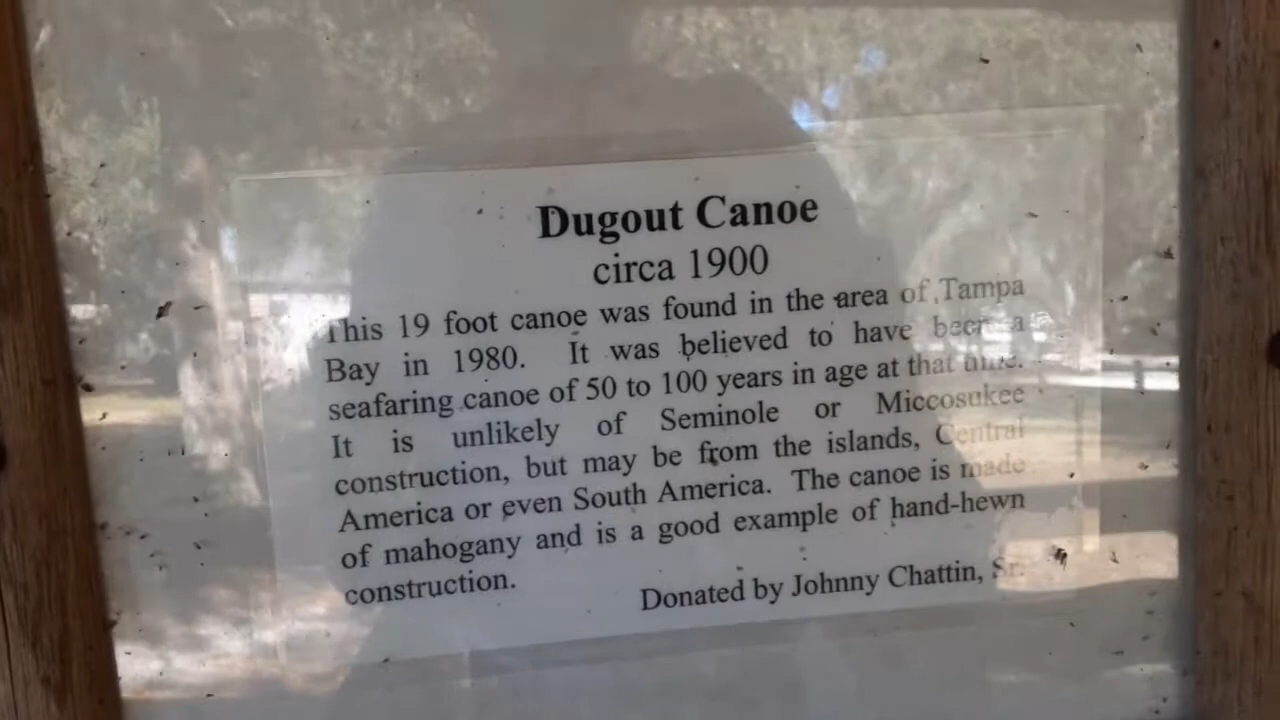 Dugout Canoe
circa 1900
This 19 foot canoe was found in the area of Tampa
Bay in 1980. It was believed to have been a
seafaring canoe of 50 to 100 years in age at that time.
It is unlikely of Seminole or Miccosukee
construction, but may be from the islands, Central
America or even South America. The canoe is made
of mahogany and is a good example of hand-hewn
construction.
Donated by Johnny Chattin, Sr.